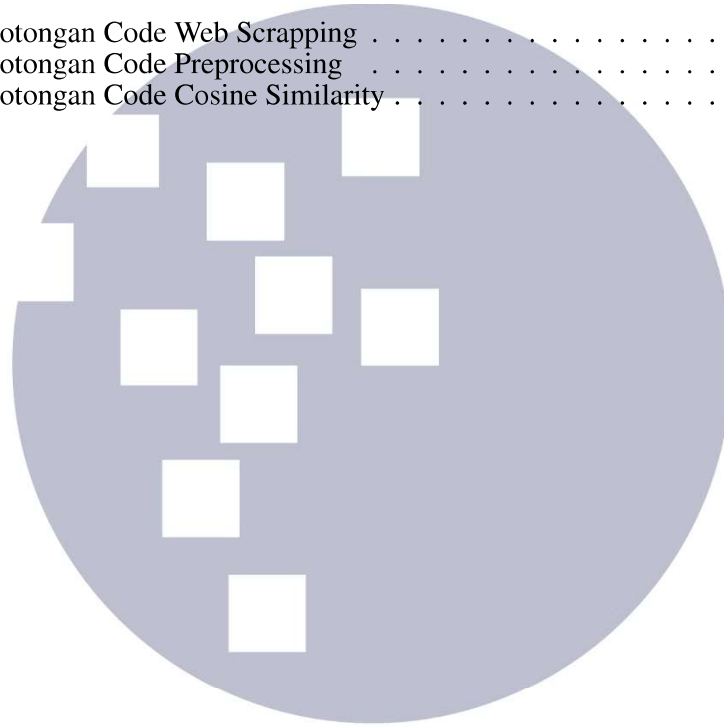 otongan Code Web Scrapping . . . . . . . . . . . . . . . .
otongan Code Preprocessing . . . . . . . . . . . . . . . .
otongan Code Cosine Similarity . . . . . . . . . . . . . . .